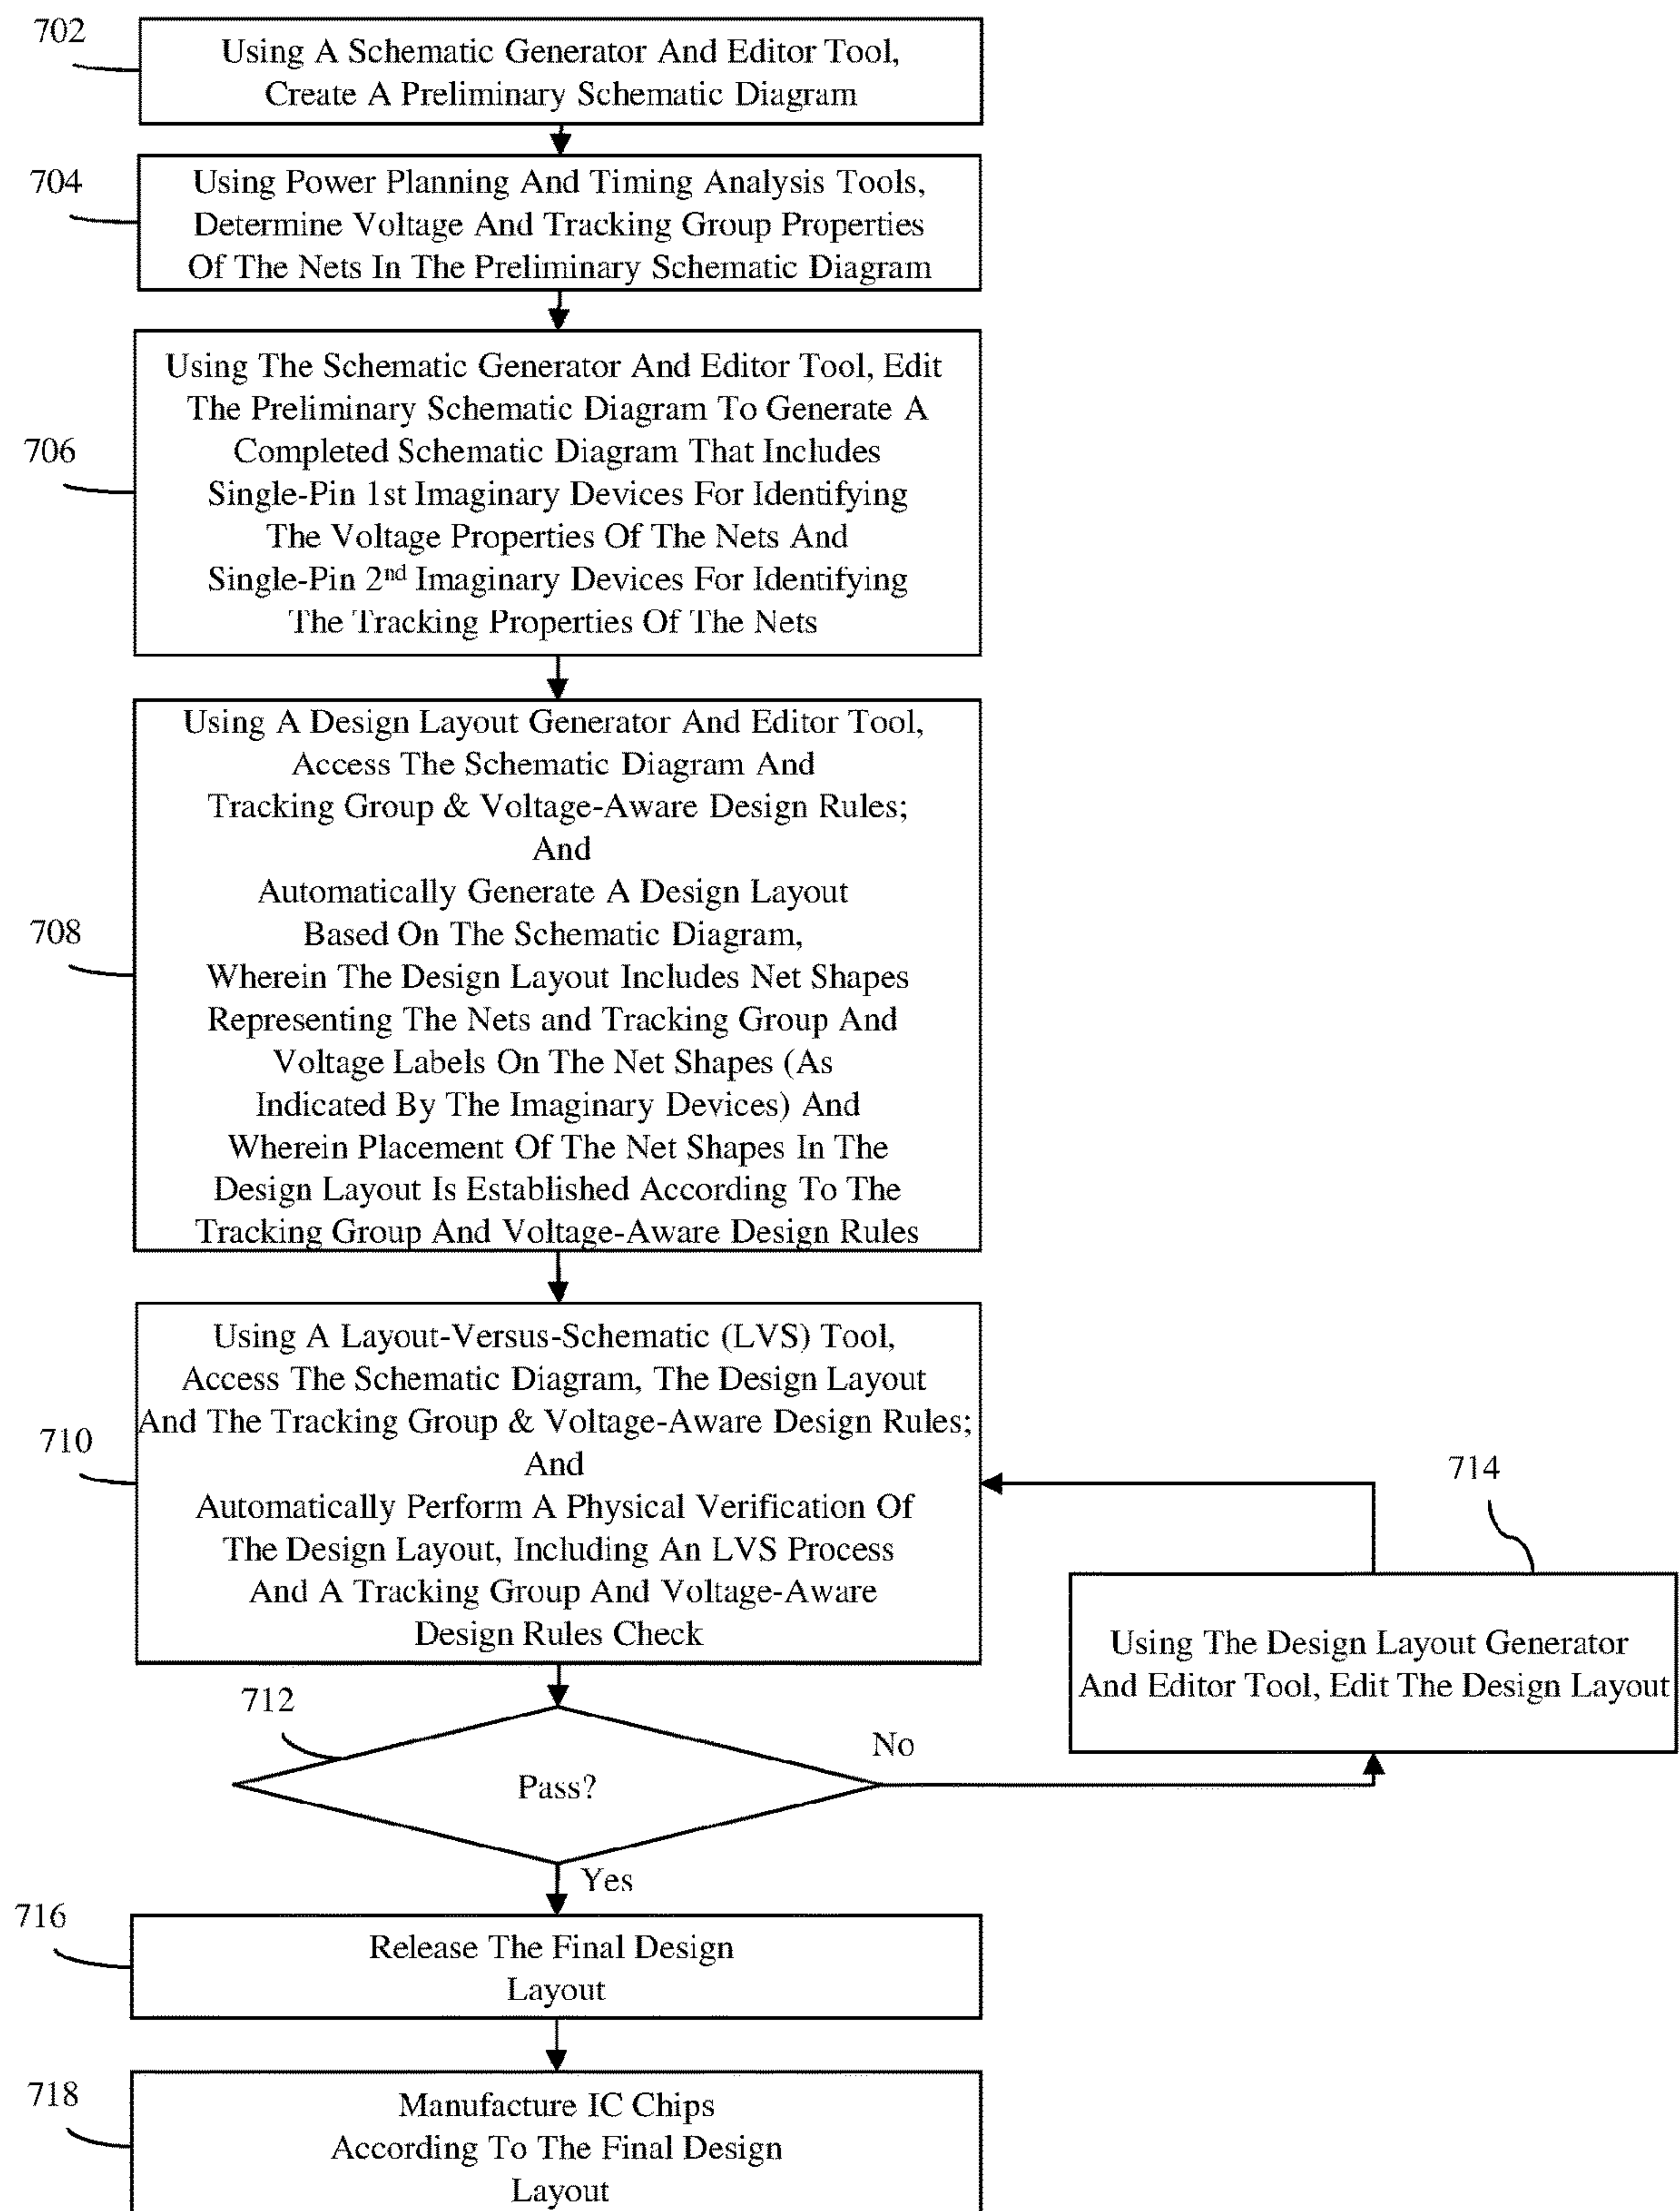 702
Using A Schematic Generator And Editor Tool,
Create A Preliminary Schematic Diagram
704
Using Power Planning And Timing Analysis Tools,
Determine Voltage And Tracking Group Properties
Of The Nets In The Preliminary Schematic Diagram
706
Using The Schematic Generator And Editor Tool, Edit
The Preliminary Schematic Diagram To Generate A
Completed Schematic Diagram That Includes
Single-Pin 1st Imaginary Devices For Identifying
The Voltage Properties Of The Nets And
Single-Pin 2nd Imaginary Devices For Identifying
The Tracking Properties Of The Nets
708
Using A Design Layout Generator And Editor Tool,
Access The Schematic Diagram And
Tracking Group & Voltage-Aware Design Rules;
And
Automatically Generate A Design Layout
Based On The Schematic Diagram,
Wherein The Design Layout Includes Net Shapes
Representing The Nets and Tracking Group And
Voltage Labels On The Net Shapes (As
Indicated By The Imaginary Devices) And
Wherein Placement Of The Net Shapes In The
Design Layout Is Established According To The
Tracking Group And Voltage-Aware Design Rules
710
Using A Layout-Versus-Schematic (LVS) Tool,
Access The Schematic Diagram, The Design Layout
And The Tracking Group & Voltage-Aware Design Rules;
And
Automatically Perform A Physical Verification Of
The Design Layout, Including An LVS Process
And A Tracking Group And Voltage-Aware
Design Rules Check
714
Using The Design Layout Generator
And Editor Tool, Edit The Design Layout
712
Pass?
No
Yes
716
Release The Final Design
Layout
718
Manufacture IC Chips
According To The Final Design
Layout